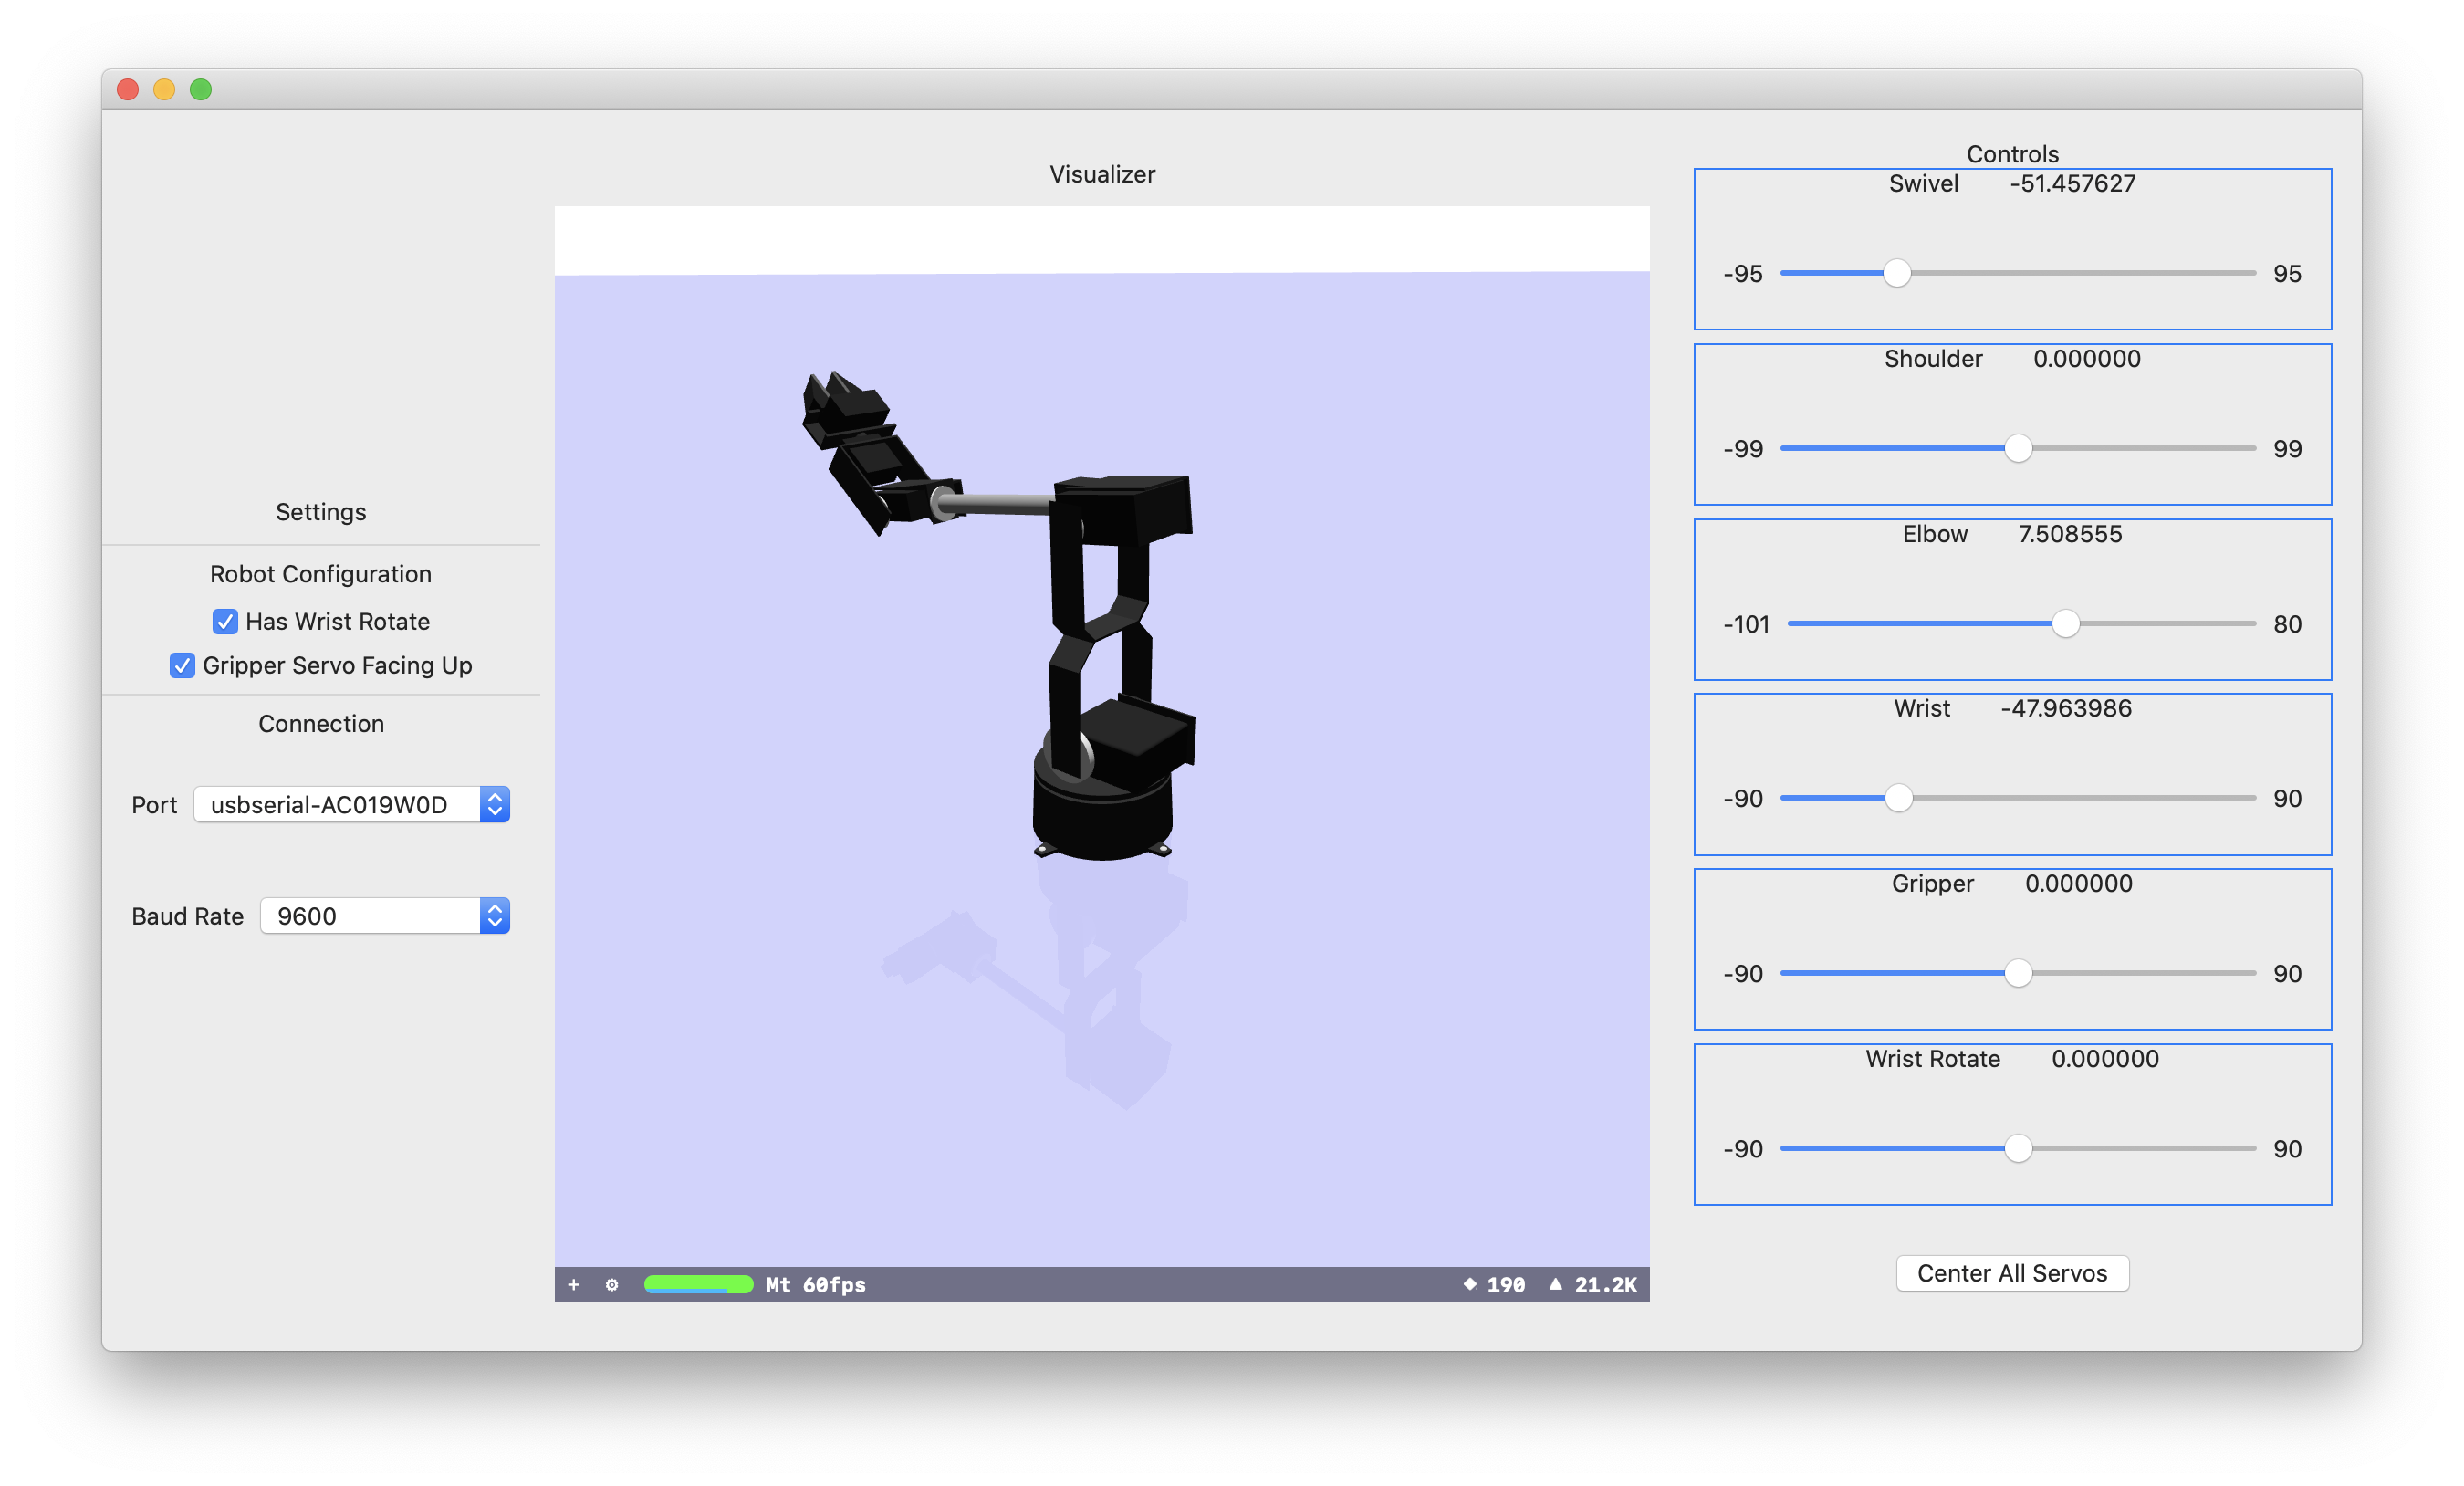 Settings
Robot Configuration
Has Wrist Rotate
Gripper Servo Facing Up
Connection
Port usbserial-AC019W0D
Baud Rate 9600
Visualizer
+ Mt 60fps 190 21.2K
Controls
Swivel -51.457627
-95 95
Shoulder 0.000000
-99 99
Elbow 7.508555
-101 80
Wrist -47.963986
-90 90
Gripper 0.000000
-90 90
Wrist Rotate 0.000000
-90 90
Center All Servos